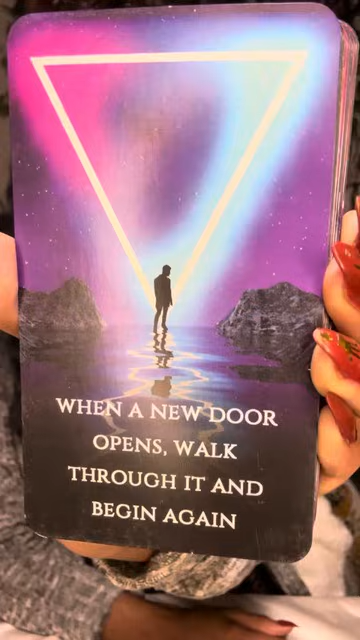 WHEN A NEW DOOR
OPENS, WALK
THROUGH IT AND
BEGIN AGAIN